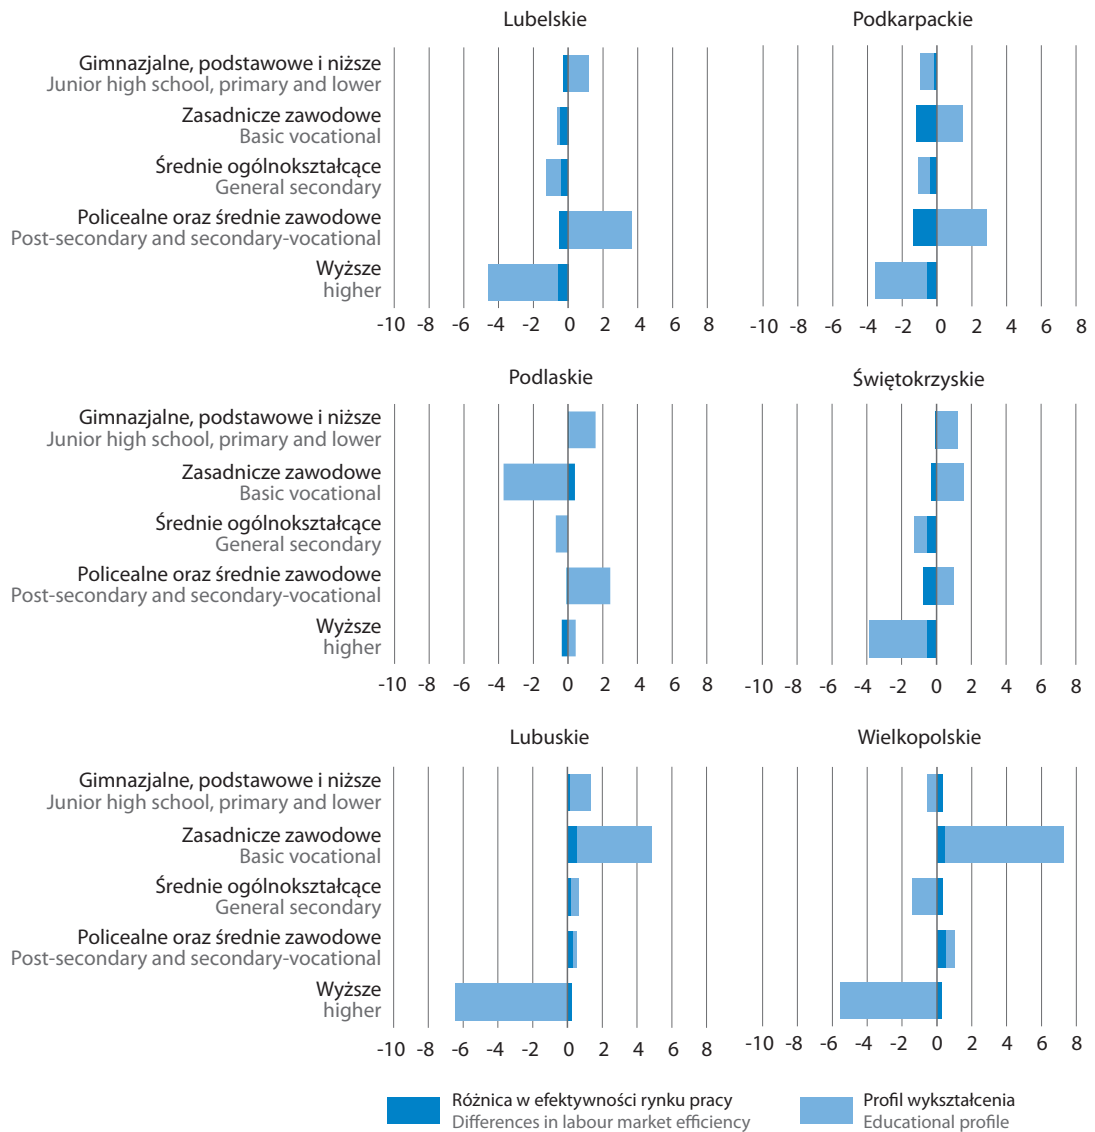 Lubelskie
Podkarpackie
Gimnazjalne, podstawowe i niższe
Junior high school, primary and lower
Zasadnicze zawodowe
Basic vocational
Średnie ogólnokształcące
General secondary
Policealne oraz średnie zawodowe
Post-secondary and secondary-vocational
Wyższe
higher
-10 -8 -6 -4 -2 0 2 4 6 8
-10 -8 -6 -4 -2 0 2 4 6 8
Podlaskie
Świętokrzyskie
Gimnazjalne, podstawowe i niższe
Junior high school, primary and lower
Zasadnicze zawodowe
Basic vocational
Średnie ogólnokształcące
General secondary
Policealne oraz średnie zawodowe
Post-secondary and secondary-vocational
Wyższe
higher
-10 -8 -6 -4 -2 0 2 4 6 8
-10 -8 -6 -4 -2 0 2 4 6 8
Lubuskie
Wielkopolskie
Gimnazjalne, podstawowe i niższe
Junior high school, primary and lower
Zasadnicze zawodowe
Basic vocational
Średnie ogólnokształcące
General secondary
Policealne oraz średnie zawodowe
Post-secondary and secondary-vocational
Wyższe
higher
-10 -8 -6 -4 -2 0 2 4 6 8
-10 -8 -6 -4 -2 0 2 4 6 8
Różnica w efektywności rynku pracy
Differences in labour market efficiency
Profil wykształcenia
Educational profile